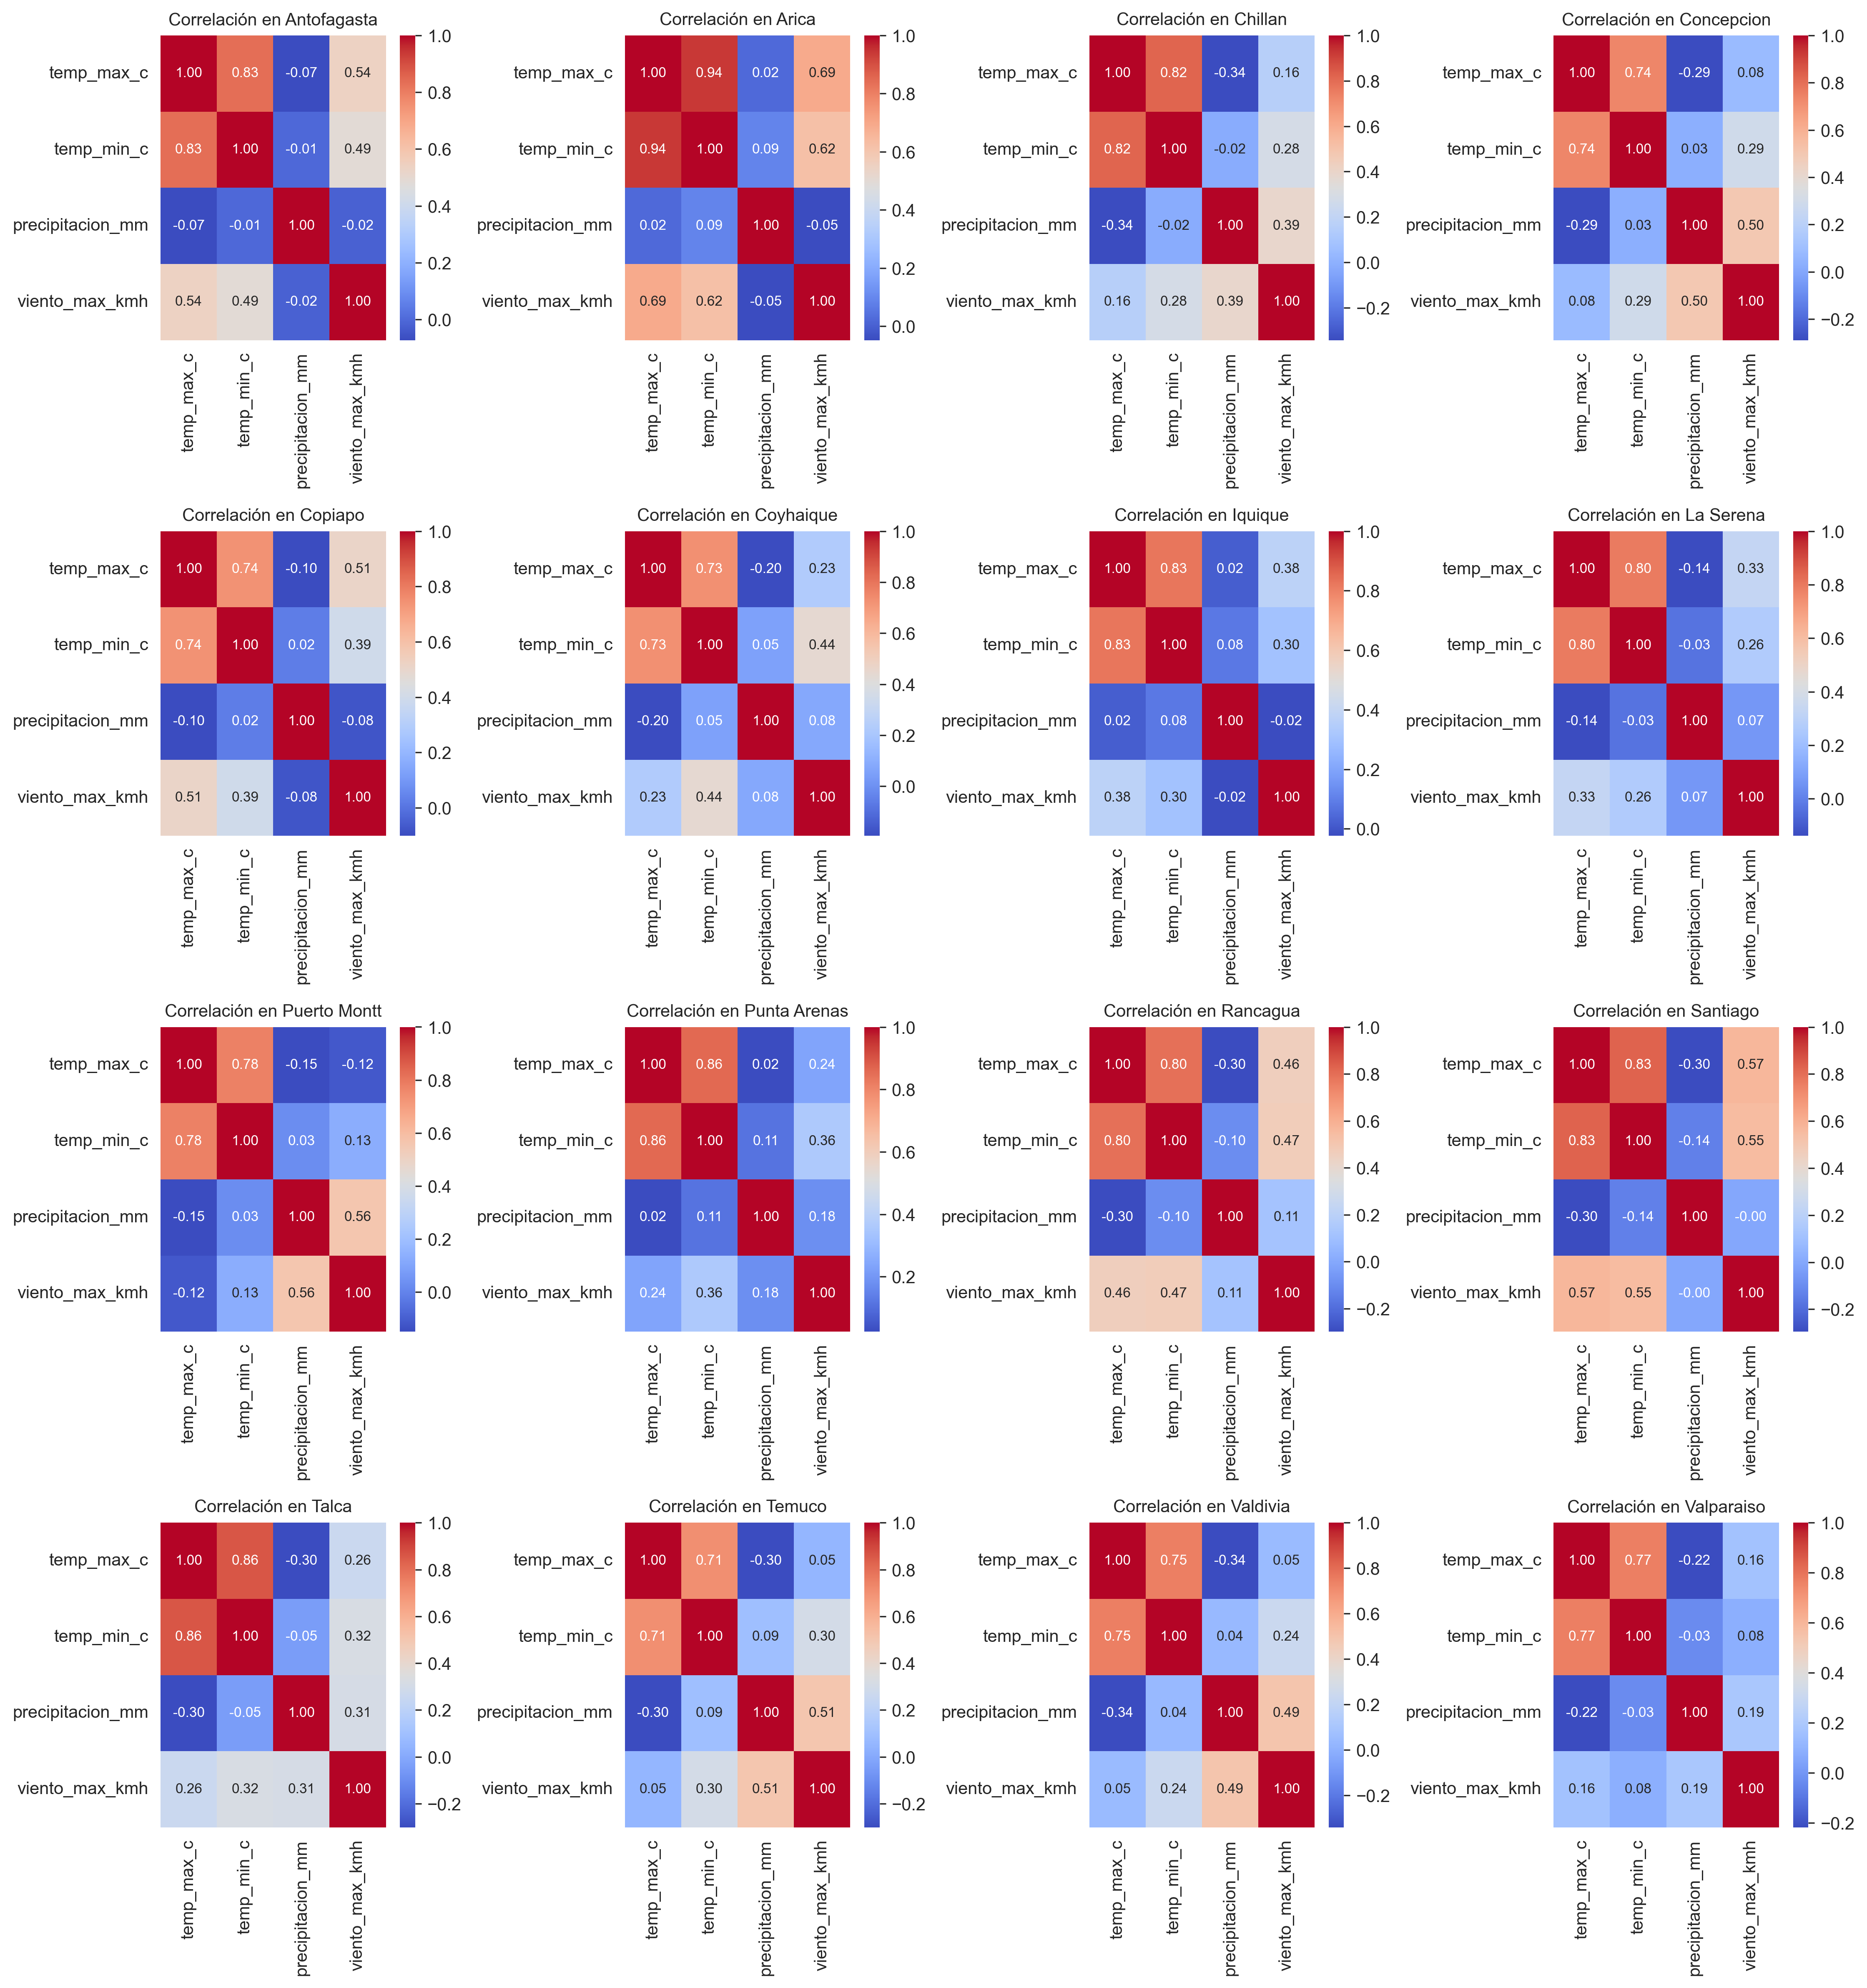 Correlación en Antofagasta
temp_max_c 1.00 0.83 -0.07 0.54
temp_min_c 0.83 1.00 -0.01 0.49
precipitacion_mm -0.07 -0.01 1.00 -0.02
viento_max_kmh 0.54 0.49 -0.02 1.00
temp_max_c
temp_min_c
precipitacion_mm
viento_max_kmh
1.0
0.8
0.6
0.4
0.2
0.0
Correlación en Arica
temp_max_c 1.00 0.94 0.02 0.69
temp_min_c 0.94 1.00 0.09 0.62
precipitacion_mm 0.02 0.09 1.00 -0.05
viento_max_kmh 0.69 0.62 -0.05 1.00
temp_max_c
temp_min_c
precipitacion_mm
viento_max_kmh
1.0
0.8
0.6
0.4
0.2
0.0
Correlación en Chillan
temp_max_c 1.00 0.82 -0.34 0.16
temp_min_c 0.82 1.00 -0.02 0.28
precipitacion_mm -0.34 -0.02 1.00 0.39
viento_max_kmh 0.16 0.28 0.39 1.00
temp_max_c
temp_min_c
precipitacion_mm
viento_max_kmh
1.0
0.8
0.6
0.4
0.2
0.0
−0.2
Correlación en Concepcion
temp_max_c 1.00 0.74 -0.29 0.08
temp_min_c 0.74 1.00 0.03 0.29
precipitacion_mm -0.29 0.03 1.00 0.50
viento_max_kmh 0.08 0.29 0.50 1.00
temp_max_c
temp_min_c
precipitacion_mm
viento_max_kmh
1.0
0.8
0.6
0.4
0.2
0.0
−0.2
Correlación en Copiapo
temp_max_c 1.00 0.74 -0.10 0.51
temp_min_c 0.74 1.00 0.02 0.39
precipitacion_mm -0.10 0.02 1.00 -0.08
viento_max_kmh 0.51 0.39 -0.08 1.00
temp_max_c
temp_min_c
precipitacion_mm
viento_max_kmh
1.0
0.8
0.6
0.4
0.2
0.0
Correlación en Coyhaique
temp_max_c 1.00 0.73 -0.20 0.23
temp_min_c 0.73 1.00 0.05 0.44
precipitacion_mm -0.20 0.05 1.00 0.08
viento_max_kmh 0.23 0.44 0.08 1.00
temp_max_c
temp_min_c
precipitacion_mm
viento_max_kmh
1.0
0.8
0.6
0.4
0.2
0.0
Correlación en Iquique
temp_max_c 1.00 0.83 0.02 0.38
temp_min_c 0.83 1.00 0.08 0.30
precipitacion_mm 0.02 0.08 1.00 -0.02
viento_max_kmh 0.38 0.30 -0.02 1.00
temp_max_c
temp_min_c
precipitacion_mm
viento_max_kmh
1.0
0.8
0.6
0.4
0.2
0.0
Correlación en La Serena
temp_max_c 1.00 0.80 -0.14 0.33
temp_min_c 0.80 1.00 -0.03 0.26
precipitacion_mm -0.14 -0.03 1.00 0.07
viento_max_kmh 0.33 0.26 0.07 1.00
temp_max_c
temp_min_c
precipitacion_mm
viento_max_kmh
1.0
0.8
0.6
0.4
0.2
0.0
Correlación en Puerto Montt
temp_max_c 1.00 0.78 -0.15 -0.12
temp_min_c 0.78 1.00 0.03 0.13
precipitacion_mm -0.15 0.03 1.00 0.56
viento_max_kmh -0.12 0.13 0.56 1.00
temp_max_c
temp_min_c
precipitacion_mm
viento_max_kmh
1.0
0.8
0.6
0.4
0.2
0.0
Correlación en Punta Arenas
temp_max_c 1.00 0.86 0.02 0.24
temp_min_c 0.86 1.00 0.11 0.36
precipitacion_mm 0.02 0.11 1.00 0.18
viento_max_kmh 0.24 0.36 0.18 1.00
temp_max_c
temp_min_c
precipitacion_mm
viento_max_kmh
1.0
0.8
0.6
0.4
0.2
Correlación en Rancagua
temp_max_c 1.00 0.80 -0.30 0.46
temp_min_c 0.80 1.00 -0.10 0.47
precipitacion_mm -0.30 -0.10 1.00 0.11
viento_max_kmh 0.46 0.47 0.11 1.00
temp_max_c
temp_min_c
precipitacion_mm
viento_max_kmh
1.0
0.8
0.6
0.4
0.2
0.0
−0.2
Correlación en Santiago
temp_max_c 1.00 0.83 -0.30 0.57
temp_min_c 0.83 1.00 -0.14 0.55
precipitacion_mm -0.30 -0.14 1.00 -0.00
viento_max_kmh 0.57 0.55 -0.00 1.00
temp_max_c
temp_min_c
precipitacion_mm
viento_max_kmh
1.0
0.8
0.6
0.4
0.2
0.0
−0.2
Correlación en Talca
temp_max_c 1.00 0.86 -0.30 0.26
temp_min_c 0.86 1.00 -0.05 0.32
precipitacion_mm -0.30 -0.05 1.00 0.31
viento_max_kmh 0.26 0.32 0.31 1.00
temp_max_c
temp_min_c
precipitacion_mm
viento_max_kmh
1.0
0.8
0.6
0.4
0.2
0.0
−0.2
Correlación en Temuco
temp_max_c 1.00 0.71 -0.30 0.05
temp_min_c 0.71 1.00 0.09 0.30
precipitacion_mm -0.30 0.09 1.00 0.51
viento_max_kmh 0.05 0.30 0.51 1.00
temp_max_c
temp_min_c
precipitacion_mm
viento_max_kmh
1.0
0.8
0.6
0.4
0.2
0.0
−0.2
Correlación en Valdivia
temp_max_c 1.00 0.75 -0.34 0.05
temp_min_c 0.75 1.00 0.04 0.24
precipitacion_mm -0.34 0.04 1.00 0.49
viento_max_kmh 0.05 0.24 0.49 1.00
temp_max_c
temp_min_c
precipitacion_mm
viento_max_kmh
1.0
0.8
0.6
0.4
0.2
0.0
−0.2
Correlación en Valparaiso
temp_max_c 1.00 0.77 -0.22 0.16
temp_min_c 0.77 1.00 -0.03 0.08
precipitacion_mm -0.22 -0.03 1.00 0.19
viento_max_kmh 0.16 0.08 0.19 1.00
temp_max_c
temp_min_c
precipitacion_mm
viento_max_kmh
1.0
0.8
0.6
0.4
0.2
0.0
−0.2